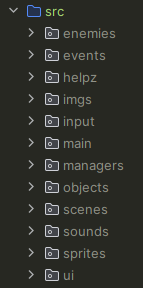 src
enemies
events
helpz
imgs
input
main
managers
objects
scenes
sounds
sprites
ui